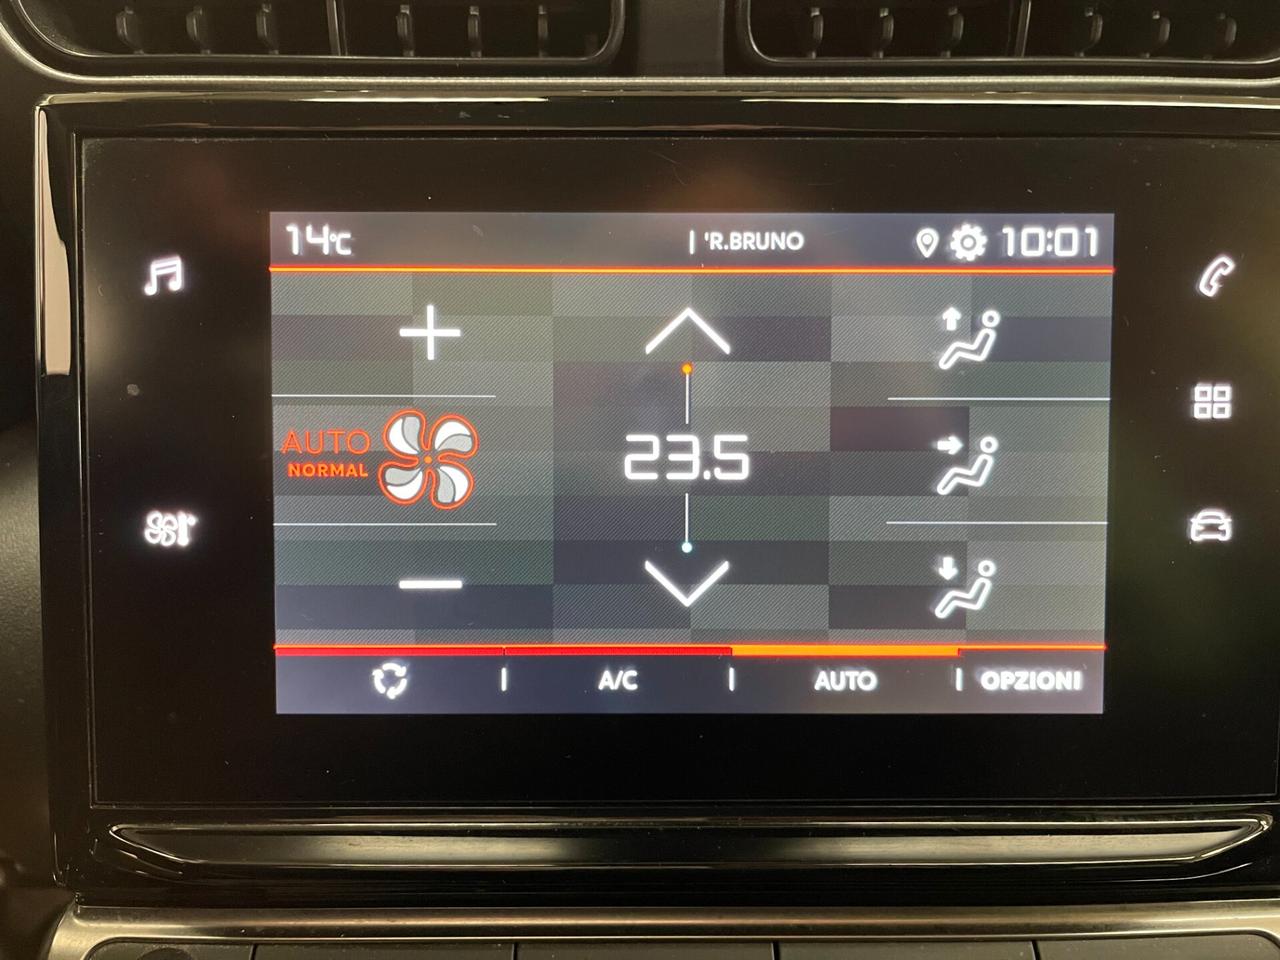 14°C
'R.BRUNO
10:01
AUTO
NORMAL
23.5
A/C
AUTO
OPZIONI